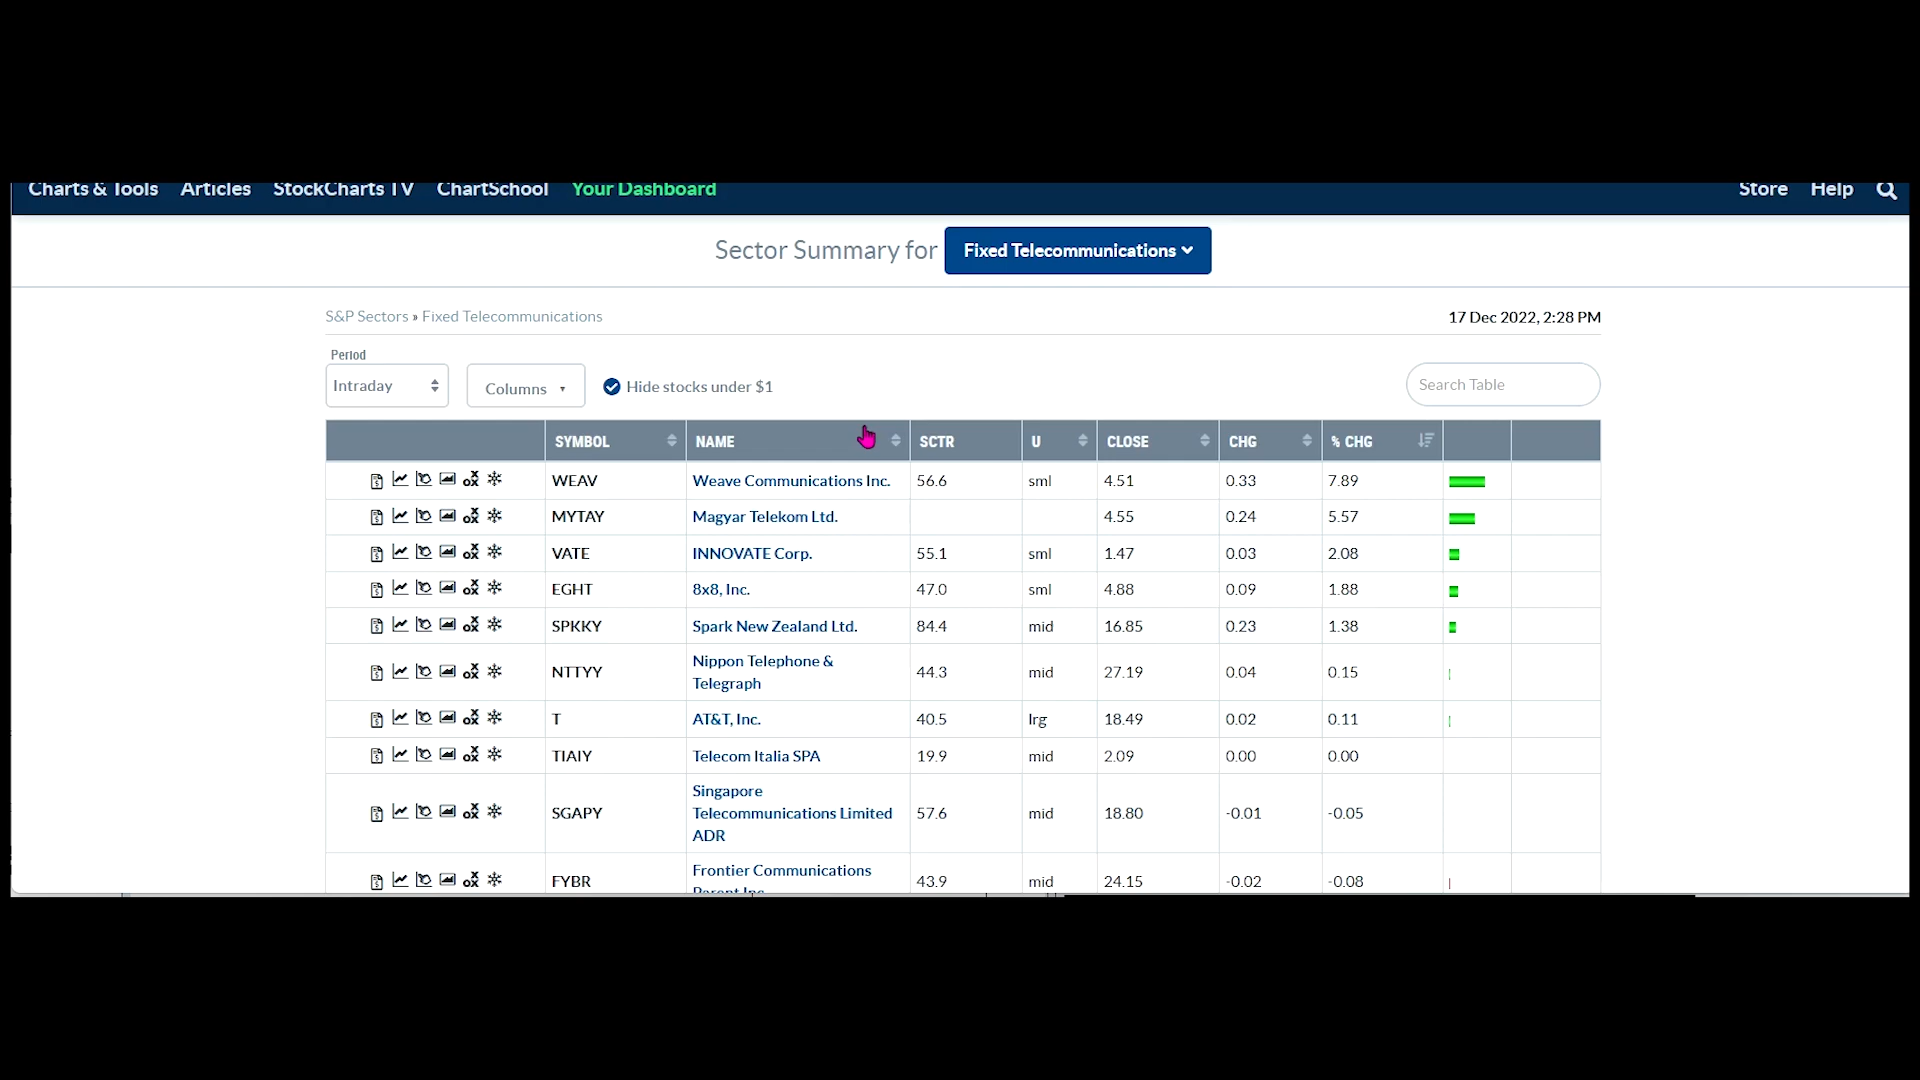 Charts & Tools Articles StockCharts TV ChartSchool Your Dashboard Store Help
Sector Summary for Fixed Telecommunications
S&P Sectors » Fixed Telecommunications 17 Dec 2022, 2:28 PM
Period
Intraday Columns Hide stocks under $1 Search Table
SYMBOL NAME SCTR U CLOSE CHG % CHG
WEAV Weave Communications Inc. 56.6 sml 4.51 0.33 7.89
MYTAY Magyar Telekom Ltd. 4.55 0.24 5.57
VATE INNOVATE Corp. 55.1 sml 1.47 0.03 2.08
EGHT 8x8, Inc. 47.0 sml 4.88 0.09 1.88
SPKKY Spark New Zealand Ltd. 84.4 mid 16.85 0.23 1.38
NTTYY Nippon Telephone &
Telegraph 44.3 mid 27.19 0.04 0.15
T AT&T, Inc. 40.5 lrg 18.49 0.02 0.11
TIAIY Telecom Italia SPA 19.9 mid 2.09 0.00 0.00
SGAPY Singapore
Telecommunications Limited
ADR 57.6 mid 18.80 -0.01 -0.05
FYBR Frontier Communications
Parent Inc 43.9 mid 24.15 -0.02 -0.08